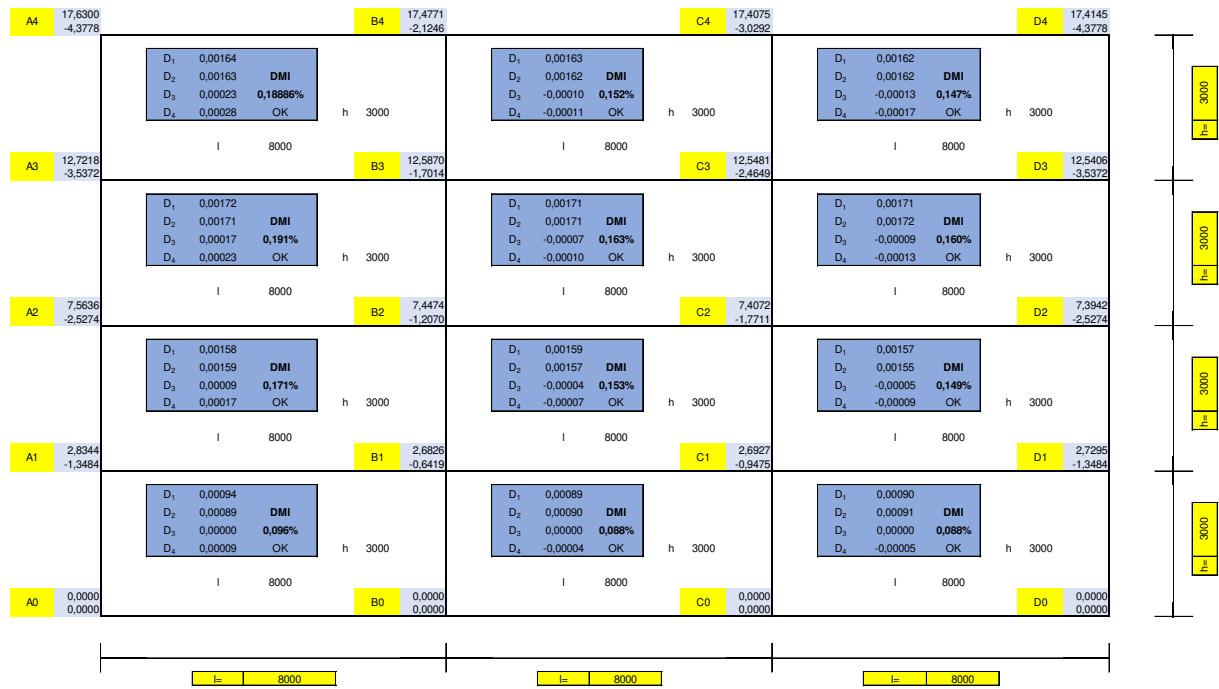 A4 17,6300 B4 17,4771 C4 17,4075 D4 17,4145
-4,3778 -2,1246 -3,0292 -4,3778
D₁ 0,00164 D₁ 0,00163 D₁ 0,00162
D₂ 0,00163 DMI D₂ 0,00162 DMI D₂ 0,00162 DMI
D₃ 0,00023 0,18886% D₃ -0,00010 0,152% D₃ -0,00013 0,147%
D₄ 0,00028 OK h 3000 D₄ -0,00011 OK h 3000 D₄ -0,00017 OK h 3000
h= 3000
l 8000 l 8000 l 8000
A3 12,7218 B3 12,5870 C3 12,5481 D3 12,5406
-3,5372 -1,7014 -2,4649 -3,5372
D₁ 0,00172 D₁ 0,00171 D₁ 0,00171
D₂ 0,00171 DMI D₂ 0,00171 DMI D₂ 0,00172 DMI
D₃ 0,00017 0,191% D₃ -0,00007 0,163% D₃ -0,00009 0,160%
D₄ 0,00023 OK h 3000 D₄ -0,00010 OK h 3000 D₄ -0,00013 OK h 3000
h= 3000
l 8000 l 8000 l 8000
A2 7,5636 B2 7,4474 C2 7,4072 D2 7,3942
-2,5274 -1,2070 -1,7711 -2,5274
D₁ 0,00158 D₁ 0,00159 D₁ 0,00157
D₂ 0,00159 DMI D₂ 0,00157 DMI D₂ 0,00155 DMI
D₃ 0,00009 0,171% D₃ -0,00004 0,153% D₃ -0,00005 0,149%
D₄ 0,00017 OK h 3000 D₄ -0,00007 OK h 3000 D₄ -0,00009 OK h 3000
h= 3000
l 8000 l 8000 l 8000
A1 2,8344 B1 2,6826 C1 2,6927 D1 2,7295
-1,3484 -0,6419 -0,9475 -1,3484
D₁ 0,00094 D₁ 0,00089 D₁ 0,00090
D₂ 0,00089 DMI D₂ 0,00090 DMI D₂ 0,00091 DMI
D₃ 0,00000 0,096% D₃ 0,00000 0,088% D₃ 0,00000 0,088%
D₄ 0,00009 OK h 3000 D₄ -0,00004 OK h 3000 D₄ -0,00005 OK h 3000
h= 3000
l 8000 l 8000 l 8000
A0 0,0000 B0 0,0000 C0 0,0000 D0 0,0000
0,0000 0,0000 0,0000 0,0000
l= 8000 l= 8000 l= 8000